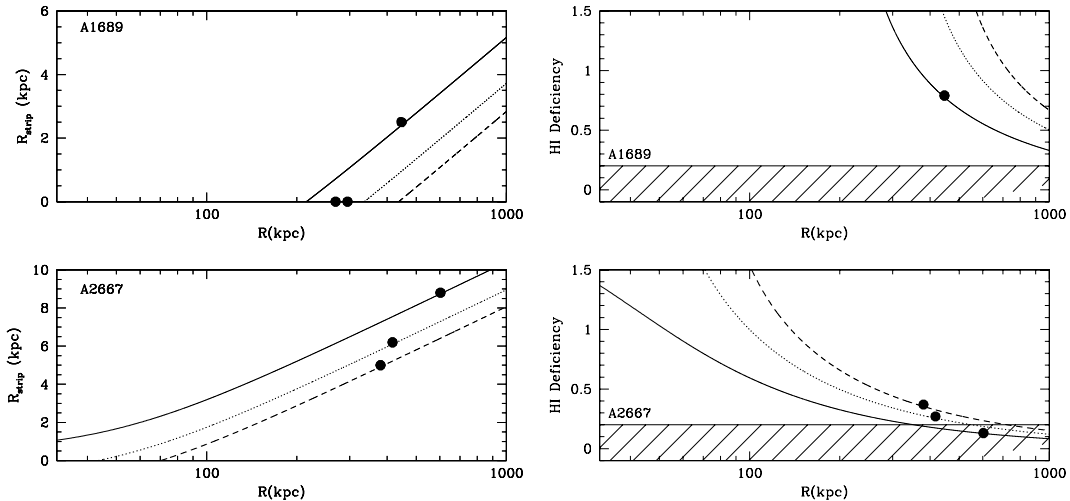 A1689
R_strip (kpc)
6
4
2
0
100
1000
R(kpc)
A1689
HI Deficiency
1.5
1
0.5
0
100
1000
R(kpc)
A2667
R_strip (kpc)
10
8
6
4
2
0
100
1000
R(kpc)
A2667
HI Deficiency
1.5
1
0.5
0
100
1000
R(kpc)